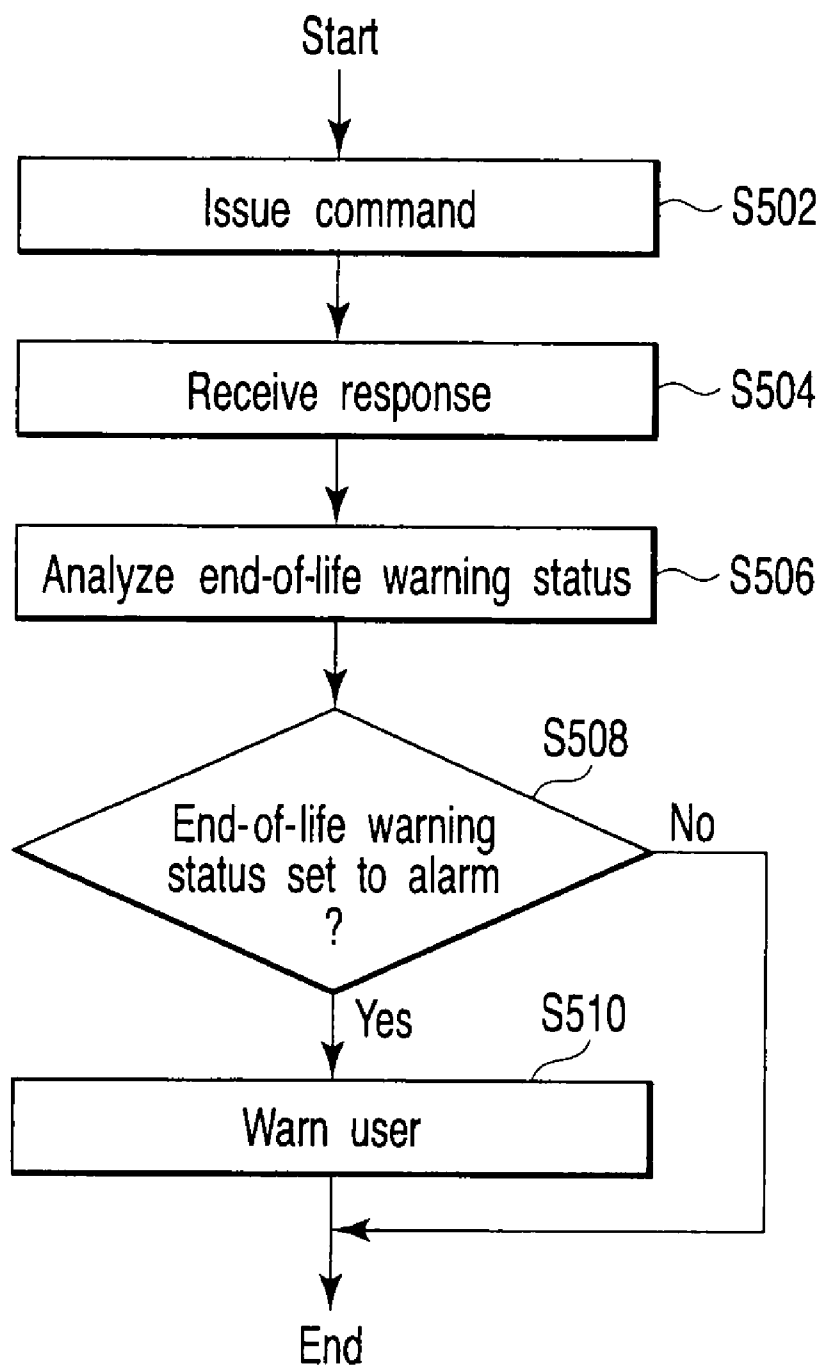 Start
Issue command
S502
Receive response
S504
Analyze end-of-life warning status
S506
S508
End-of-life warning
status set to alarm
?
No
Yes
S510
Warn user
End